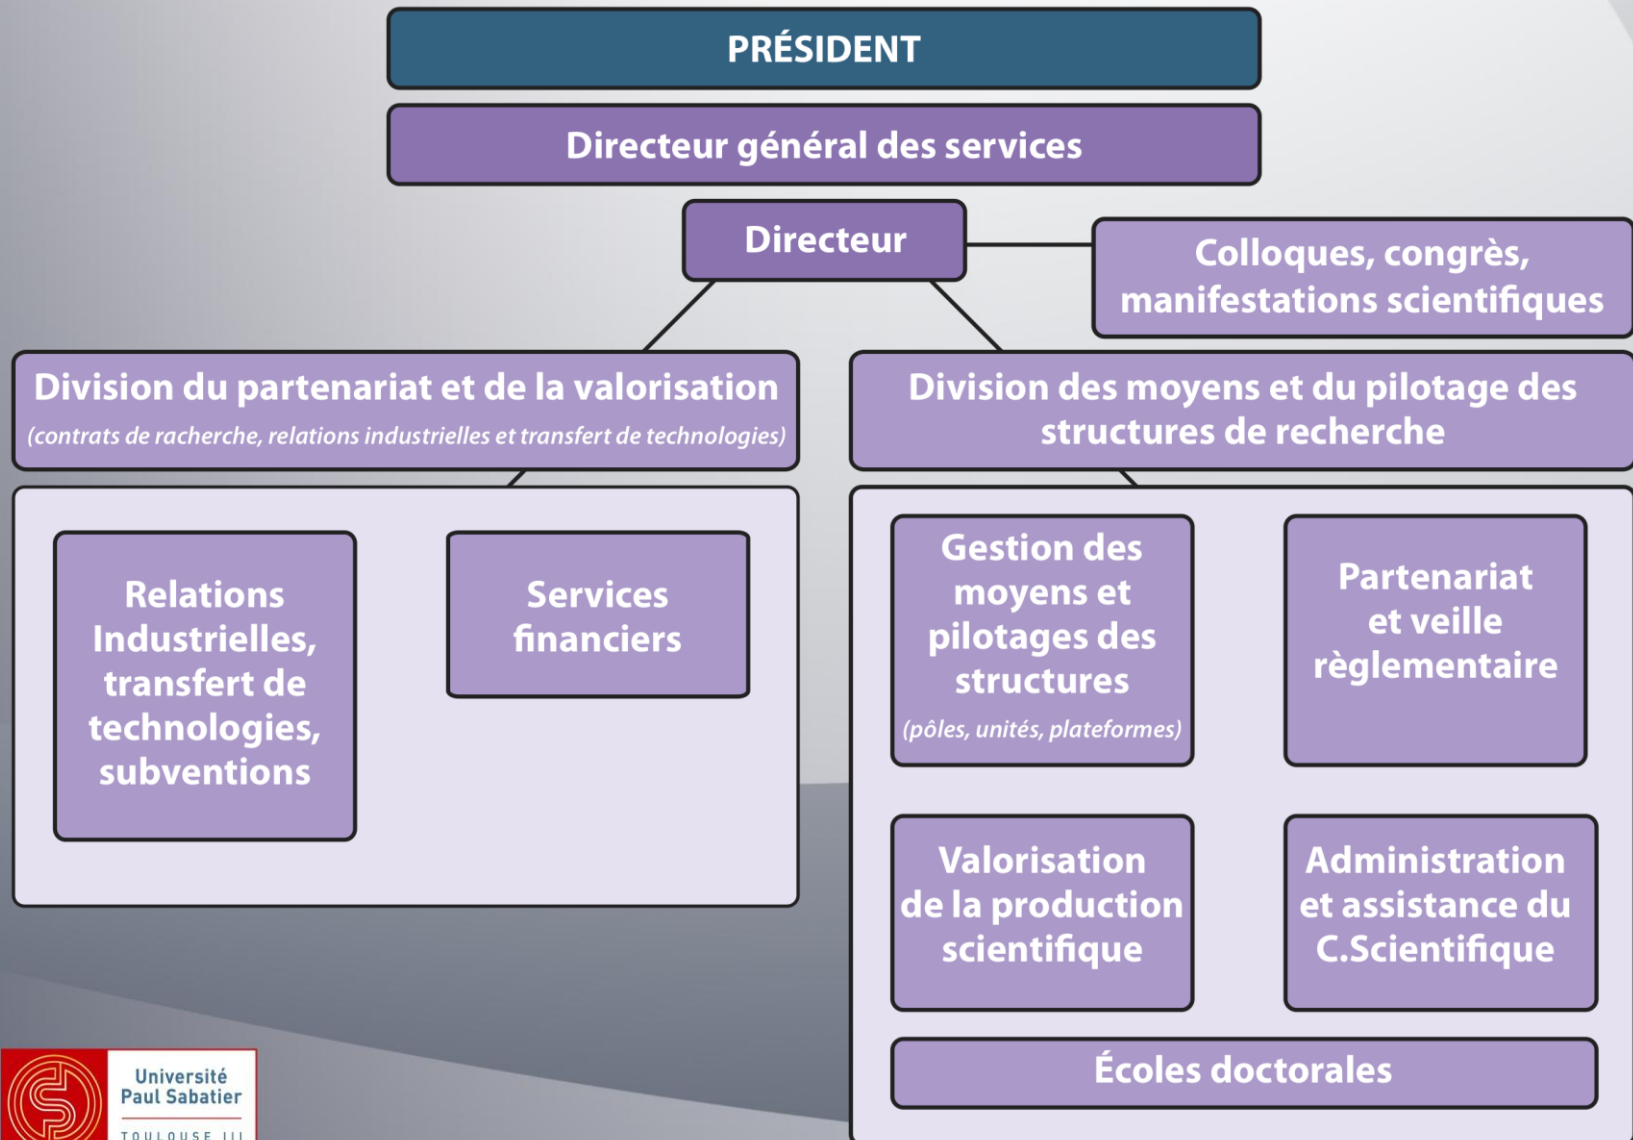 PRÉSIDENT
Directeur général des services
Directeur
Colloques, congrès,
manifestations scientifiques
Division du partenariat et de la valorisation
(contrats de racherche, relations industrielles et transfert de technologies)
Division des moyens et du pilotage des
structures de recherche
Relations
Industrielles,
transfert de
technologies,
subventions
Services
financiers
Gestion des
moyens et
pilotages des
structures
(pôles, unités, plateformes)
Partenariat
et veille
règlementaire
Valorisation
de la production
scientifique
Administration
et assistance du
C.Scientifique
Écoles doctorales
Université
Paul Sabatier
TOULOUSE III